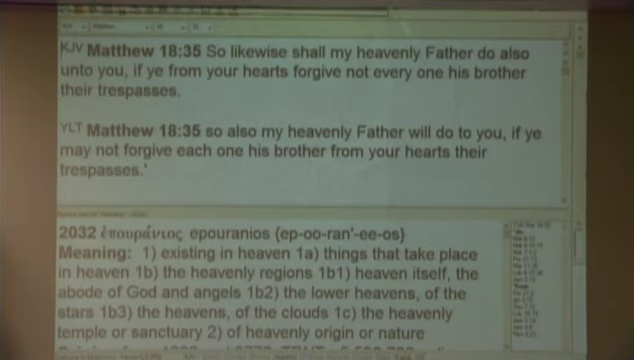 KJV Matthew 18:35 So likewise shall my heavenly Father do also
unto you, if ye from your hearts forgive not every one his brother
their trespasses.
YLT Matthew 18:35 so also my heavenly Father will do to you, if ye
may not forgive each one his brother from your hearts their
trespasses.'
2032 ἐπουράνιος epouranios {ep-oo-ran'-ee-os}
Meaning: 1) existing in heaven 1a) things that take place
in heaven 1b) the heavenly regions 1b1) heaven itself, the
abode of God and angels 1b2) the lower heavens, of the
stars 1b3) the heavens, of the clouds 1c) the heavenly
temple or sanctuary 2) of heavenly origin or nature